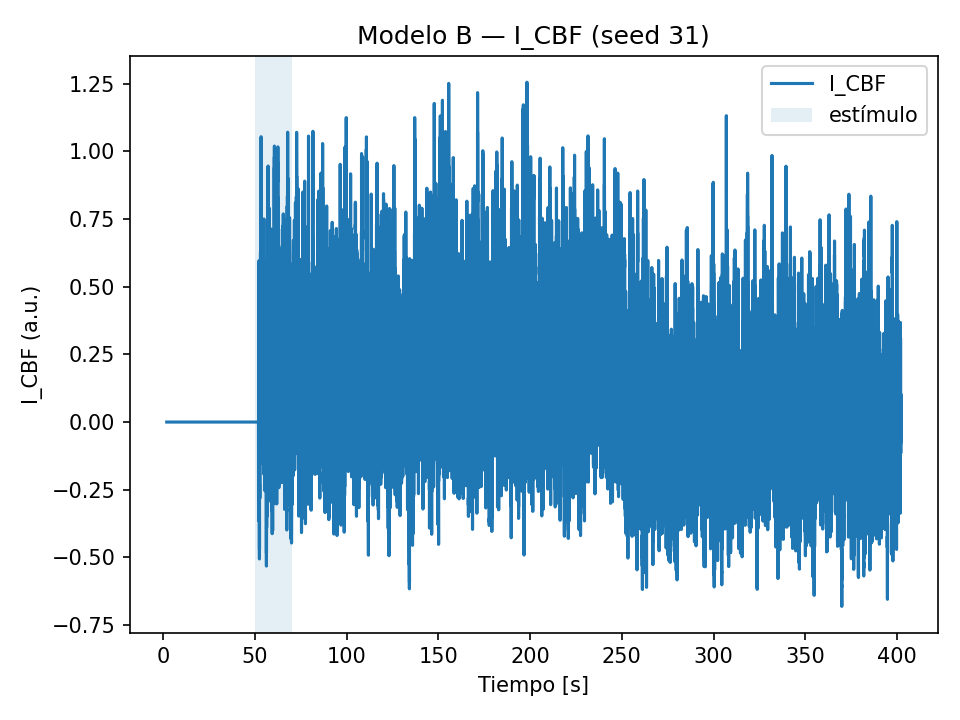 Modelo B — I_CBF (seed 31)
I_CBF
estímulo
I_CBF (a.u.)
1.25
1.00
0.75
0.50
0.25
0.00
−0.25
−0.50
−0.75
0 50 100 150 200 250 300 350 400
Tiempo [s]